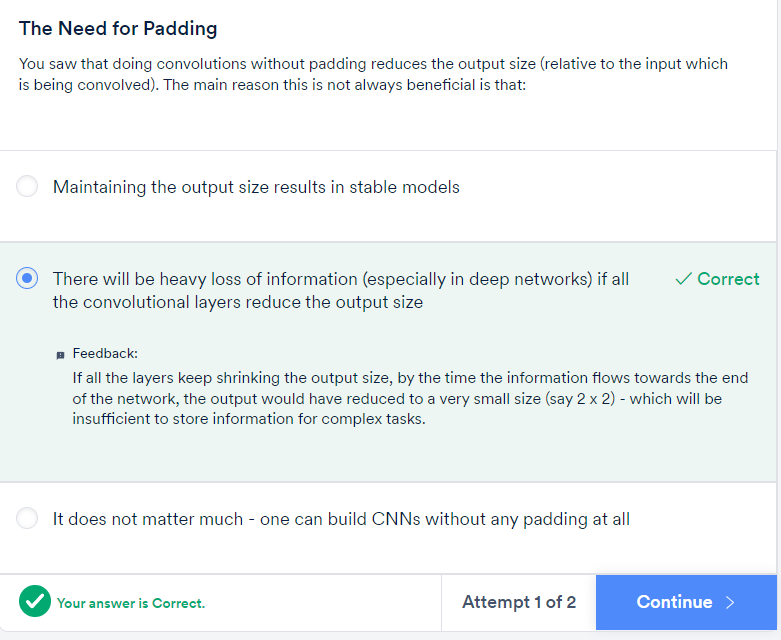 The Need for Padding
You saw that doing convolutions without padding reduces the output size (relative to the input which
is being convolved). The main reason this is not always beneficial is that:
Maintaining the output size results in stable models
There will be heavy loss of information (especially in deep networks) if all
the convolutional layers reduce the output size
Correct
Feedback:
If all the layers keep shrinking the output size, by the time the information flows towards the end
of the network, the output would have reduced to a very small size (say 2 x 2) - which will be
insufficient to store information for complex tasks.
It does not matter much - one can build CNNs without any padding at all
Your answer is Correct.
Attempt 1 of 2
Continue